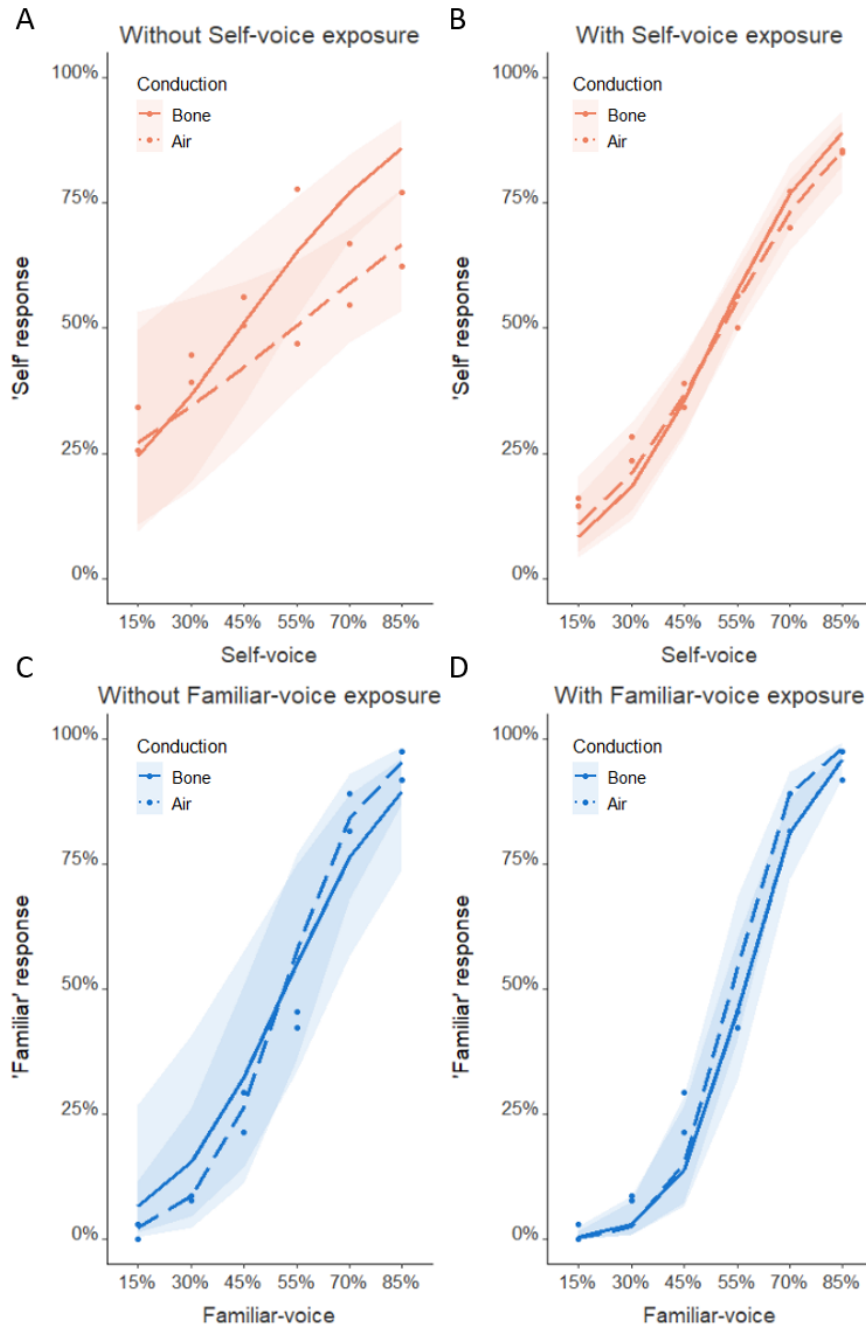 A
Without Self-voice exposure
100%
75%
50%
25%
0%
'Self' response
Conduction
Bone
Air
15% 30% 45% 55% 70% 85%
Self-voice
B
With Self-voice exposure
100%
75%
50%
25%
0%
'Self' response
Conduction
Bone
Air
15% 30% 45% 55% 70% 85%
Self-voice
C
Without Familiar-voice exposure
100%
75%
50%
25%
0%
'Familiar' response
Conduction
Bone
Air
15% 30% 45% 55% 70% 85%
Familiar-voice
D
With Familiar-voice exposure
100%
75%
50%
25%
0%
'Familiar' response
Conduction
Bone
Air
15% 30% 45% 55% 70% 85%
Familiar-voice